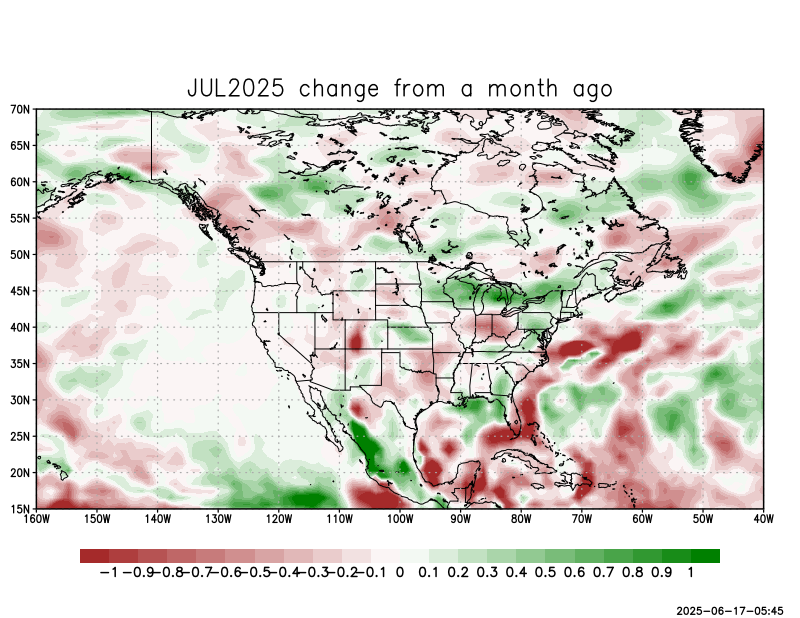 JUL2025 change from a month ago
70N
65N
60N
55N
50N
45N
40N
35N
30N
25N
20N
15N
160W 150W 140W 130W 120W 110W 100W 90W 80W 70W 60W 50W 40W
−1 −0.9 −0.8 −0.7 −0.6 −0.5 −0.4 −0.3 −0.2 −0.1 0 0.1 0.2 0.3 0.4 0.5 0.6 0.7 0.8 0.9 1
2025-06-17-05:45